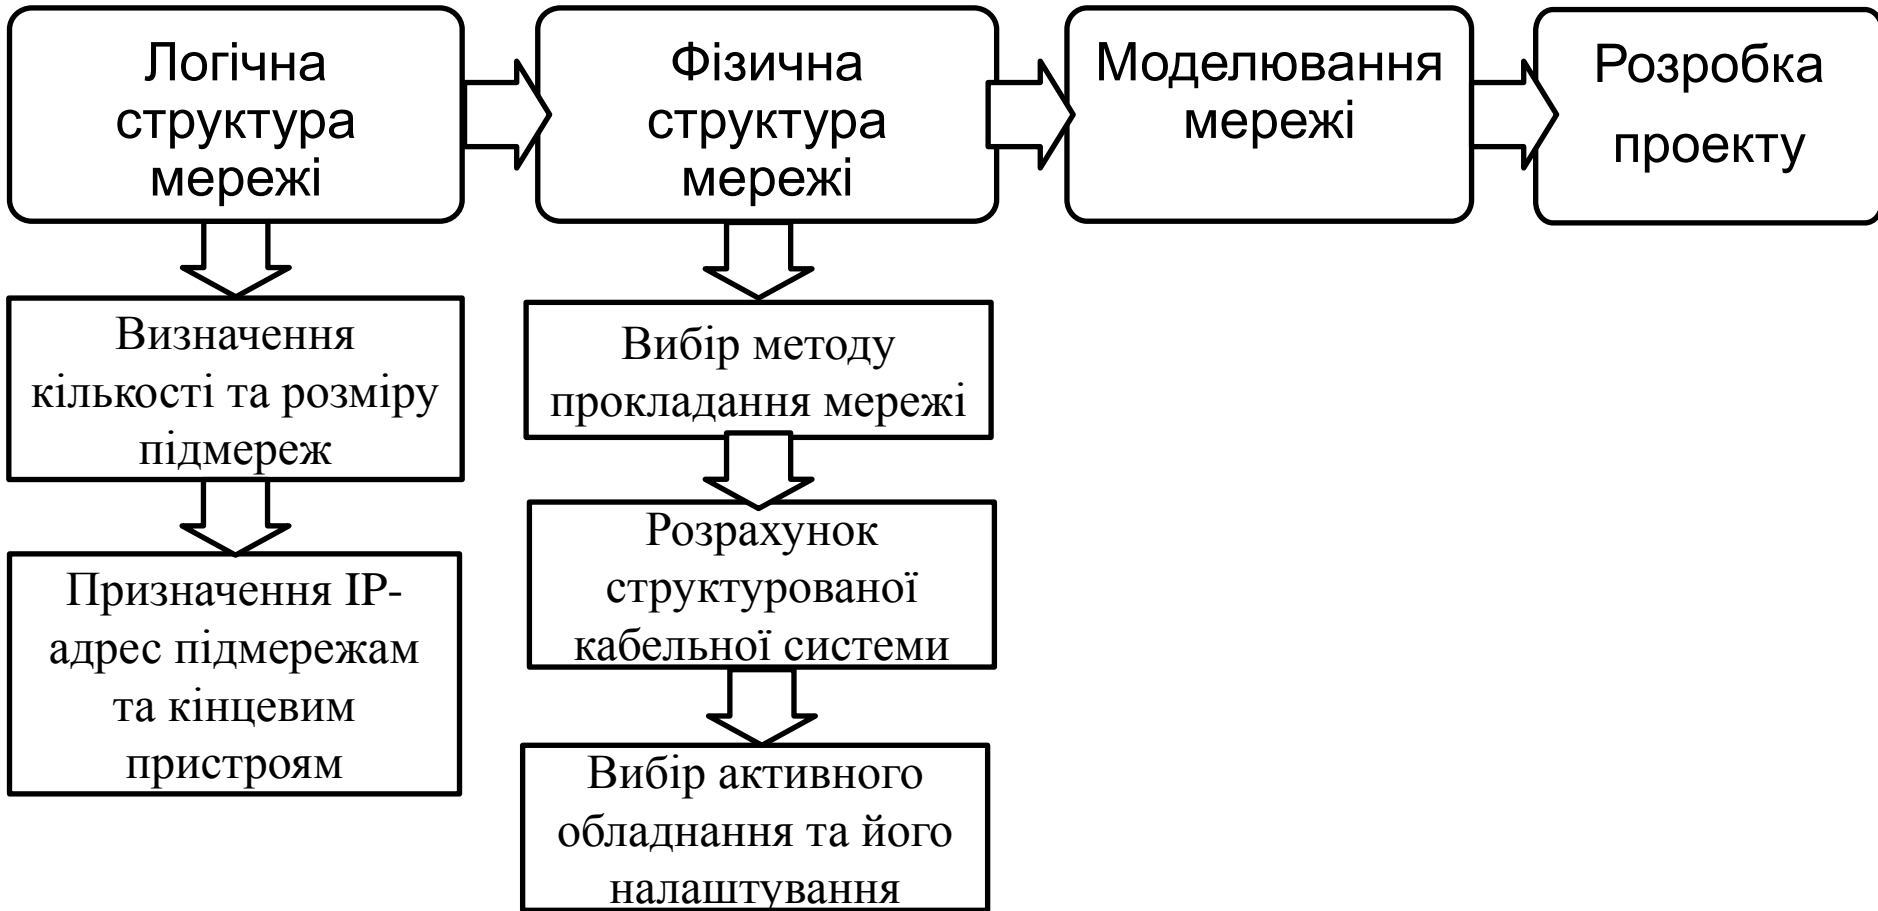 Логічна
структура
мережі
Фізична
структура
мережі
Моделювання
мережі
Розробка
проекту
Визначення
кількості та розміру
підмереж
Призначення IP-
адрес підмережам
та кінцевим
пристроям
Вибір методу
прокладання мережі
Розрахунок
структурованої
кабельної системи
Вибір активного
обладнання та його
налаштування